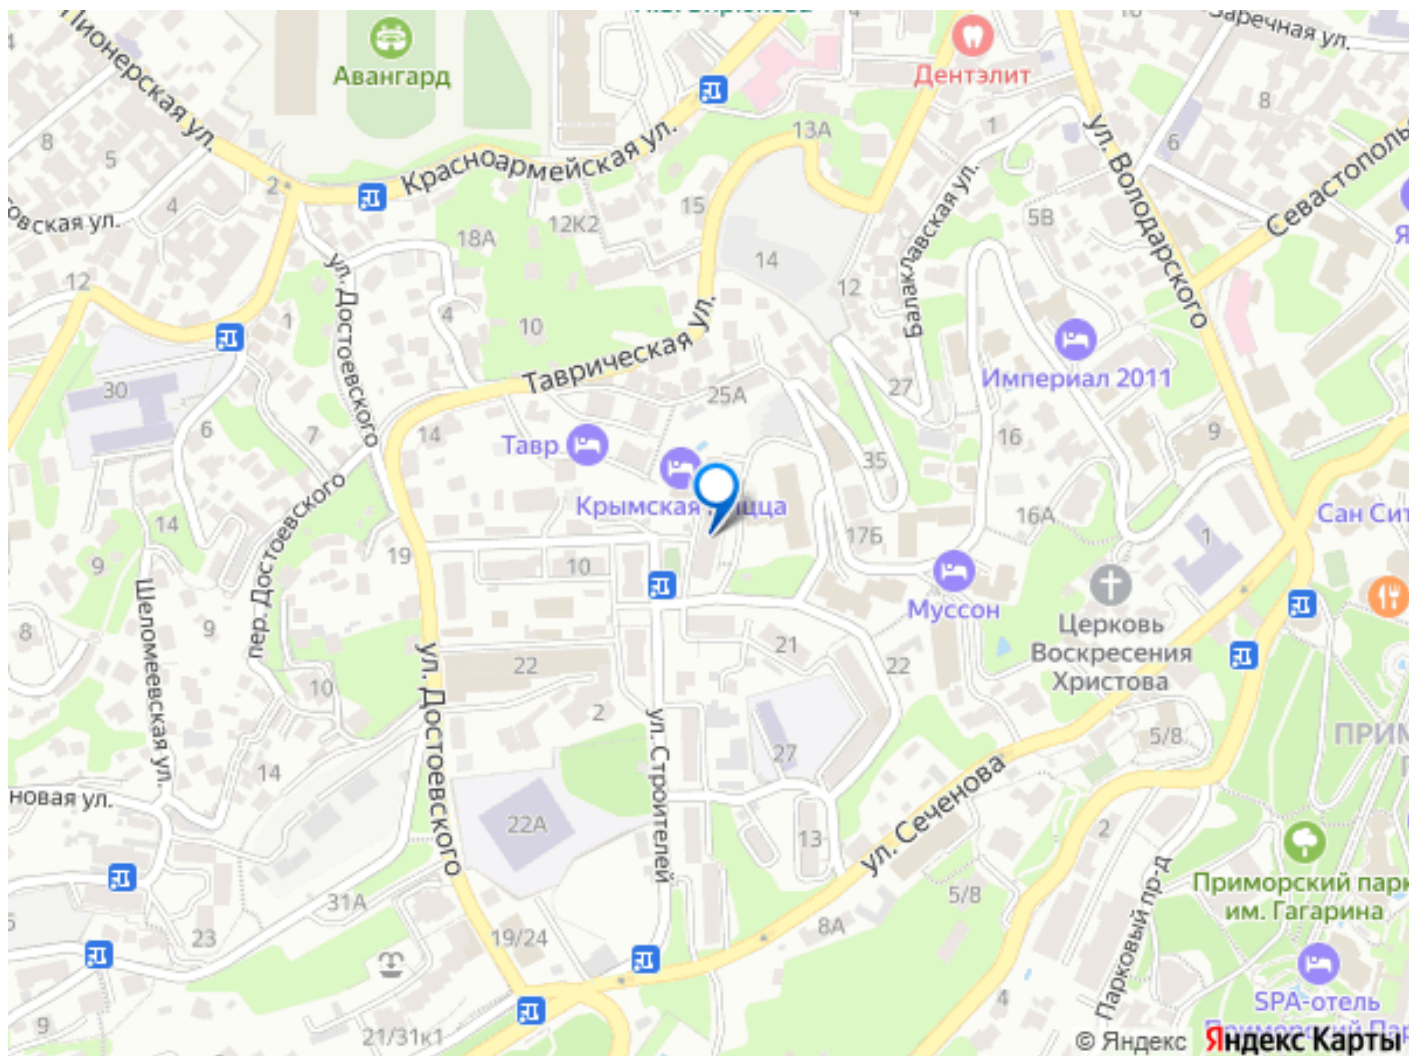 Пионерская ул.
Авангард
Дентэлит
Заречная ул.
Красноармейская ул.
ул. Володарского
Балаклавская ул.
13А
1
8
6
8
5
4
2
4
12К2
18А
15
14
12
5В
Я
12
1
ул. Достоевского
4
10
Таврическая ул.
25А
27
Империал 2011
30
6
7
14
Тавр
35
16
9
Крымская
14
17Б
16А
1
Сан Сит
пер. Достоевского
19
10
9
Шеломеевская ул.
8
9
Муссон
Церковь
Воскресения
Христова
21
22
22
10
ул. Достоевского
2
ул. Строителей
27
5/8
14
новая ул.
22А
13
ул. Сеченова
2
Парковый пр-д
Приморский парк
им. Гагарина
31А
23
19/24
8А
5/8
4
SPA-отель
9
21/31к1
© Яндекс
Яндекс Карты